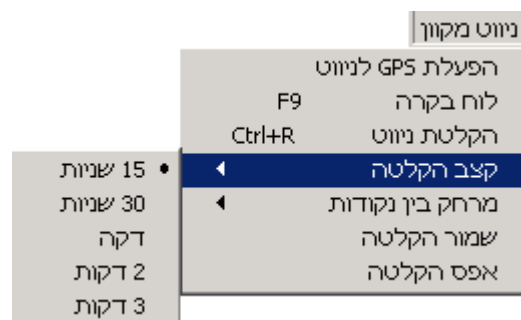 ניווט מקוון
הפעלת GPS לניווט
לוח בקרה F9
הקלטת ניווט Ctrl+R
קצב הקלטה
מרחק בין נקודות
שמור הקלטה
אפס הקלטה
15 שניות
30 שניות
דקה
2 דקות
3 דקות